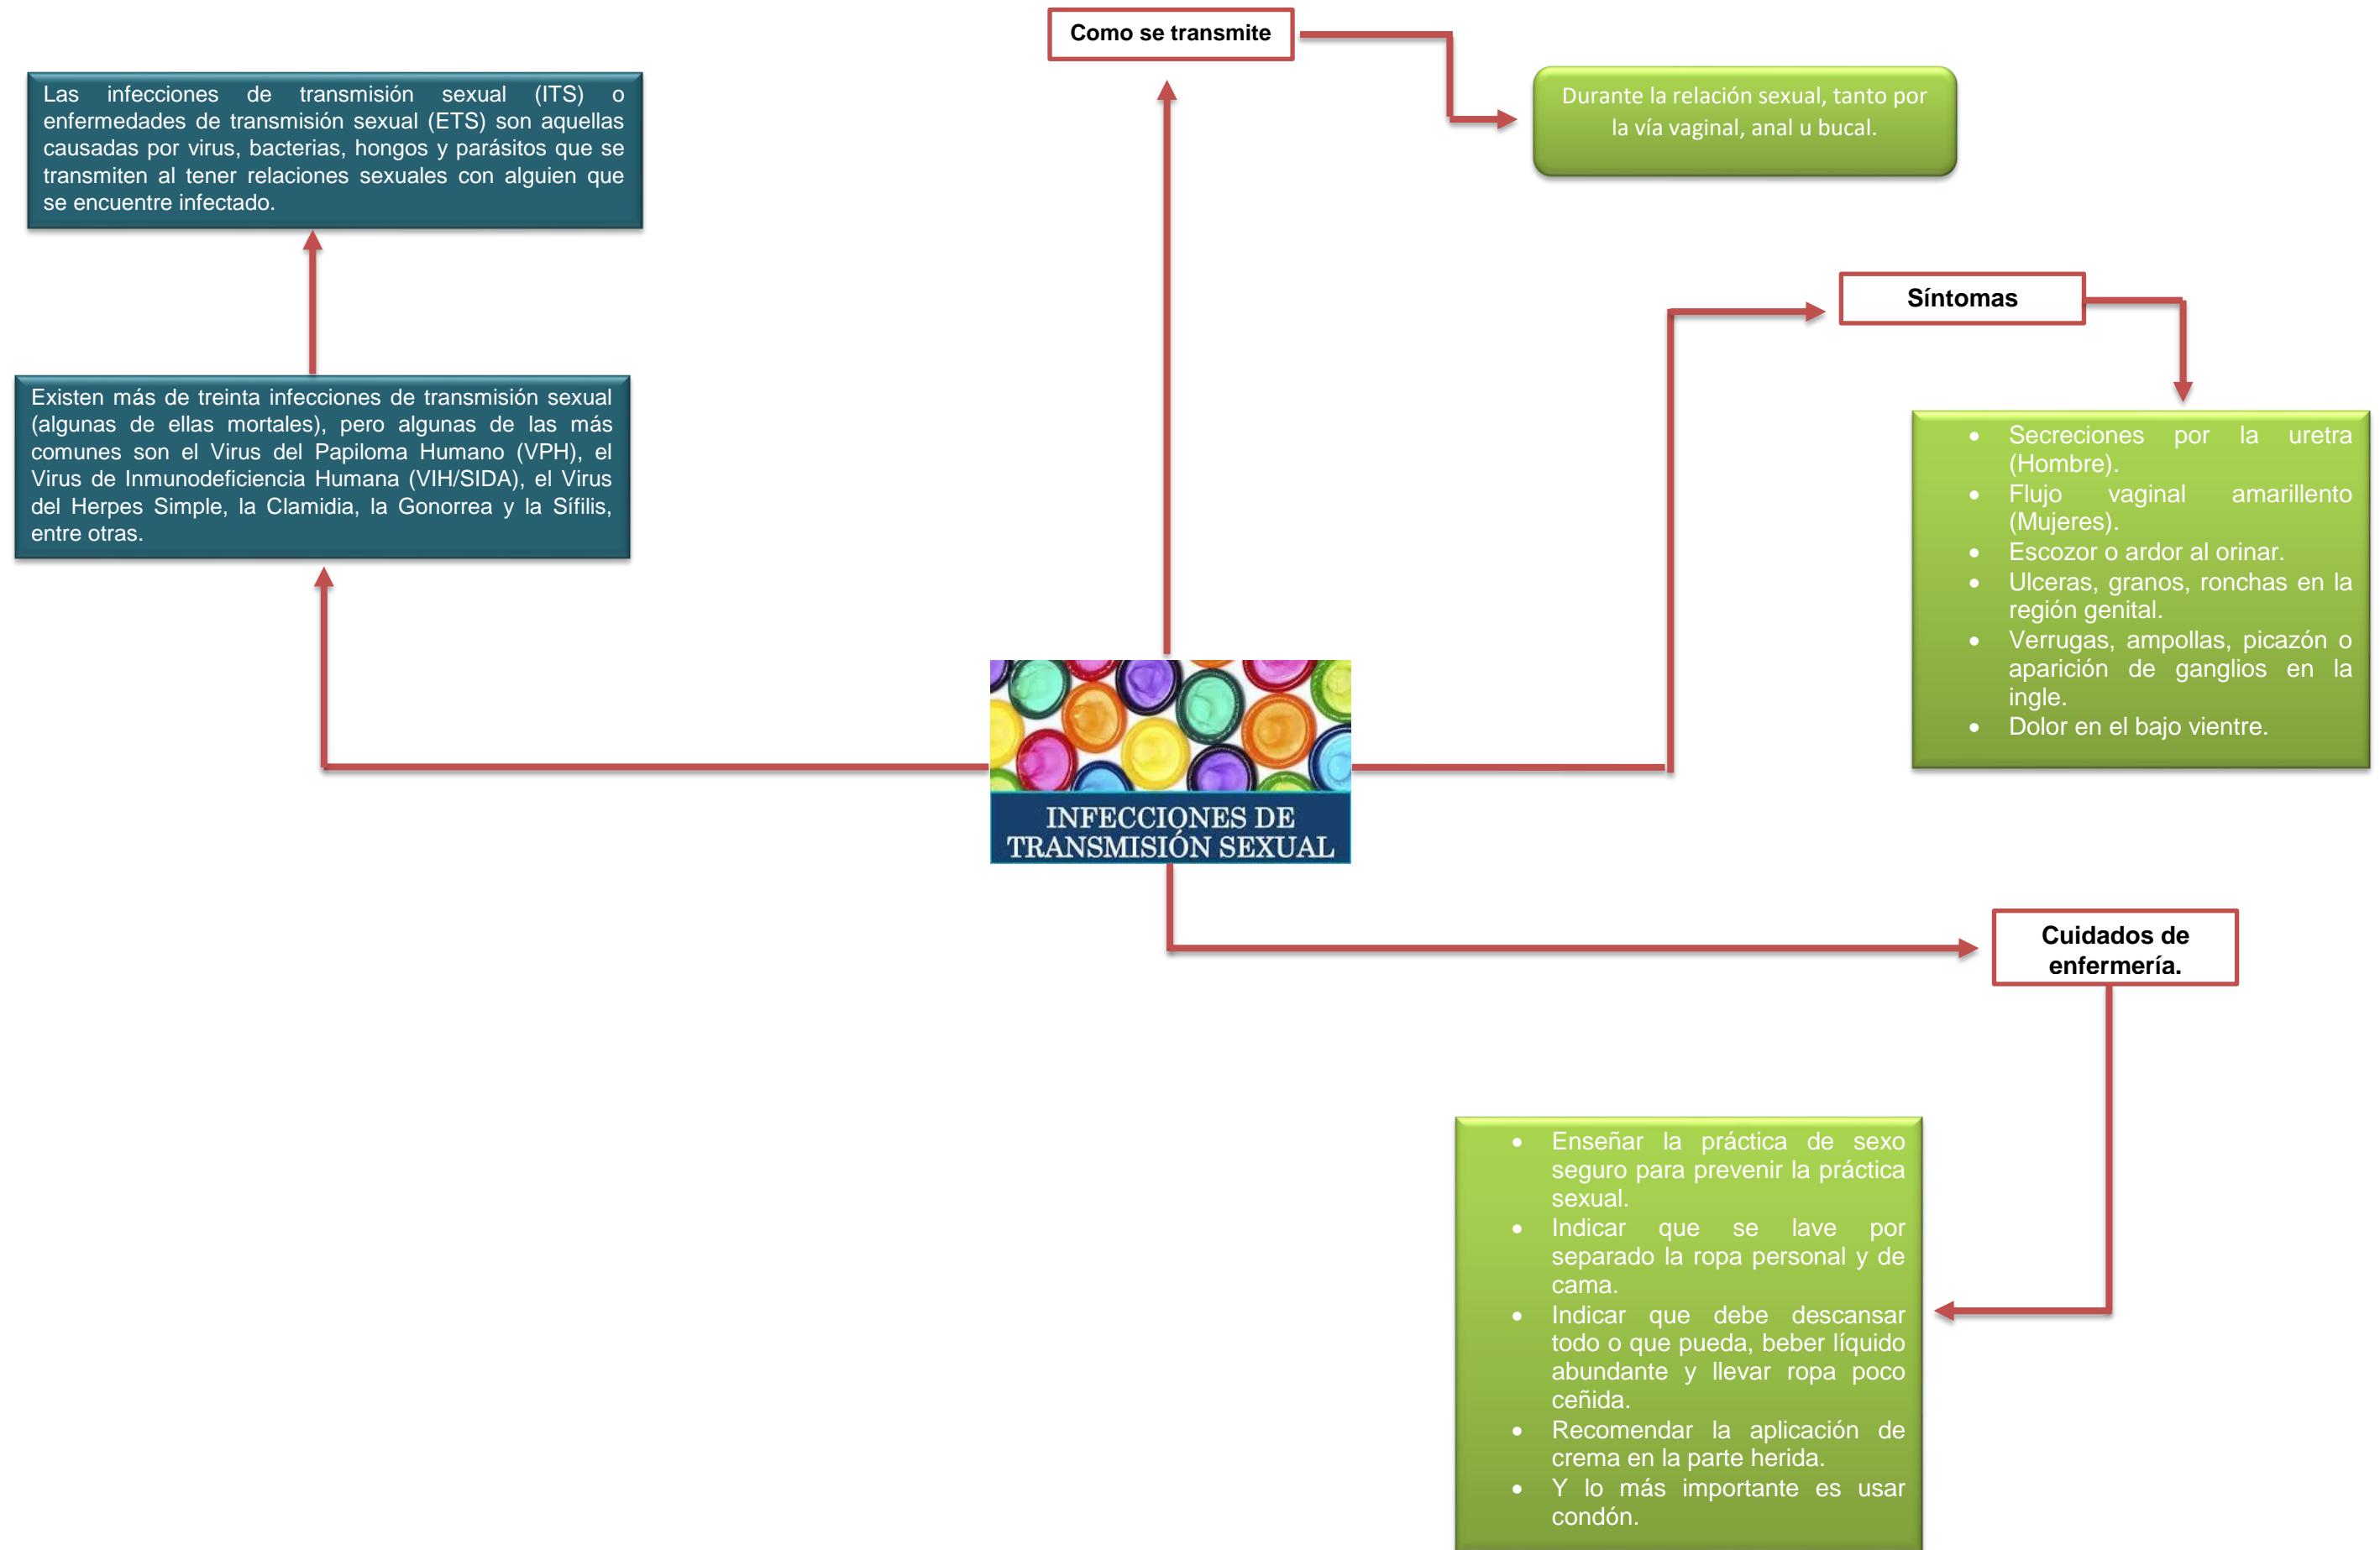 Como se transmite
Las infecciones de transmisión sexual (ITS) o
enfermedades de transmisión sexual (ETS) son aquellas
causadas por virus, bacterias, hongos y parásitos que se
transmiten al tener relaciones sexuales con alguien que
se encuentre infectado.
Durante la relación sexual, tanto por
la vía vaginal, anal u bucal.
Síntomas
Existen más de treinta infecciones de transmisión sexual
(algunas de ellas mortales), pero algunas de las más
comunes son el Virus del Papiloma Humano (VPH), el
Virus de Inmunodeficiencia Humana (VIH/SIDA), el Virus
del Herpes Simple, la Clamidia, la Gonorrea y la Sífilis,
entre otras.
• Secreciones por la uretra
(Hombre).
• Flujo vaginal amarillento
(Mujeres).
• Escozor o ardor al orinar.
• Ulceras, granos, ronchas en la
región genital.
• Verrugas, ampollas, picazón o
aparición de ganglios en la
ingle.
• Dolor en el bajo vientre.
INFECCIONES DE
TRANSMISIÓN SEXUAL
Cuidados de
enfermería.
• Enseñar la práctica de sexo
seguro para prevenir la práctica
sexual.
• Indicar que se lave por
separado la ropa personal y de
cama.
• Indicar que debe descansar
todo o que pueda, beber líquido
abundante y llevar ropa poco
ceñida.
• Recomendar la aplicación de
crema en la parte herida.
• Y lo más importante es usar
condón.